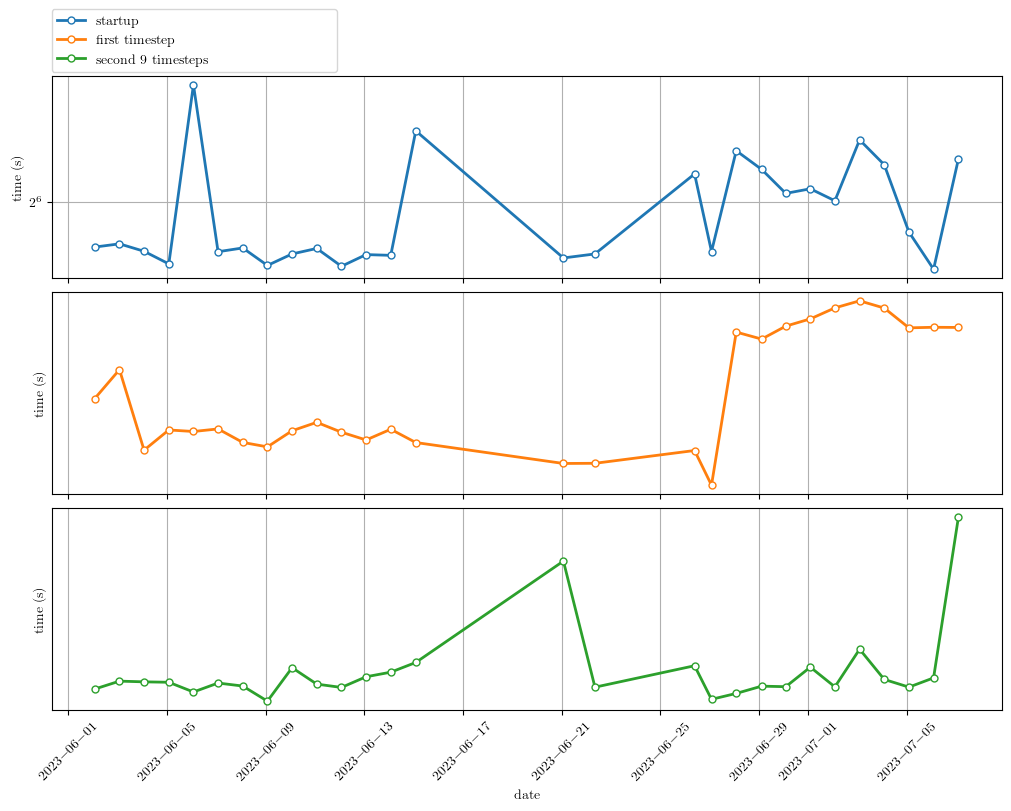 startup
first timestep
second 9 timesteps
time (s)
2⁶
time (s)
time (s)
2023−06−01
2023−06−05
2023−06−09
2023−06−13
2023−06−17
2023−06−21
2023−06−25
2023−06−29
2023−07−01
2023−07−05
date